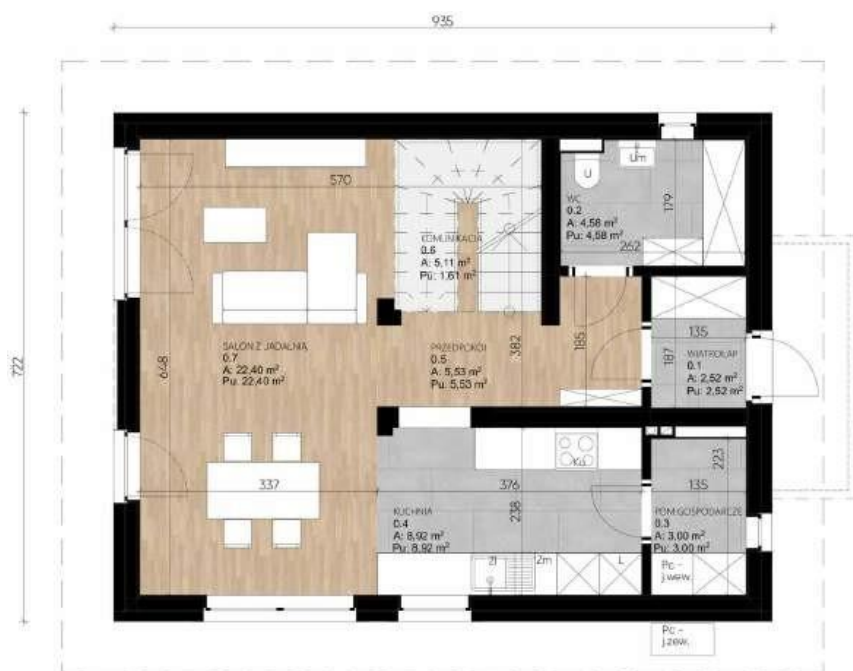 935
722
570
648
337
376
238
382
185
179
262
187
135
223
135
U
Um
WC
0.2
A: 4,58 m²
Pu: 4,58 m²
KOMUNIKACJA
0.6
A: 5,11 m²
Pu: 1,61 m²
SALON Z JADALNIĄ
0.7
A: 22,40 m²
Pu: 22,40 m²
PRZEDPOKÓJ
0.5
A: 5,53 m²
Pu: 5,53 m²
WIATROŁAP
0.1
A: 2,52 m²
Pu: 2,52 m²
KUCHNIA
0.4
A: 8,92 m²
Pu: 8,92 m²
POM GOSPODARCZE
0.3
A: 3,00 m²
Pu: 3,00 m²
Zl
Zm
L
Pc -
j.wew.
Pc -
j.zew.